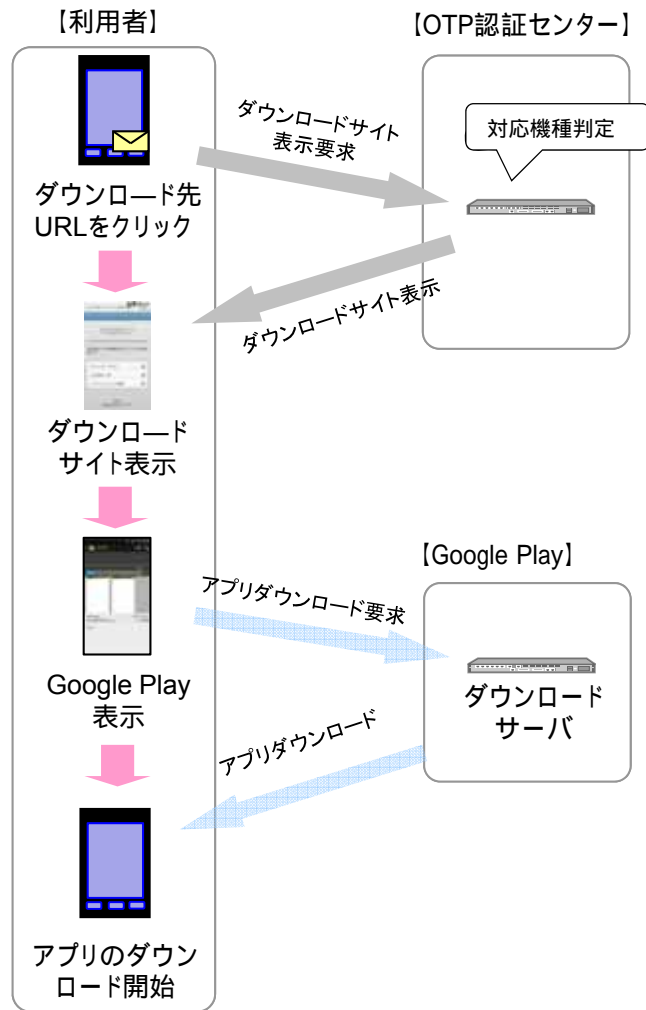 【利用者】
【OTP認証センター】
対応機種判定
ダウンロードサイト
表示要求
ダウンロード先
URLをクリック
ダウンロードサイト表示
ダウンロード
サイト表示
【Google Play】
アプリダウンロード要求
Google Play
表示
ダウンロード
サーバ
アプリダウンロード
アプリのダウン
ロード開始